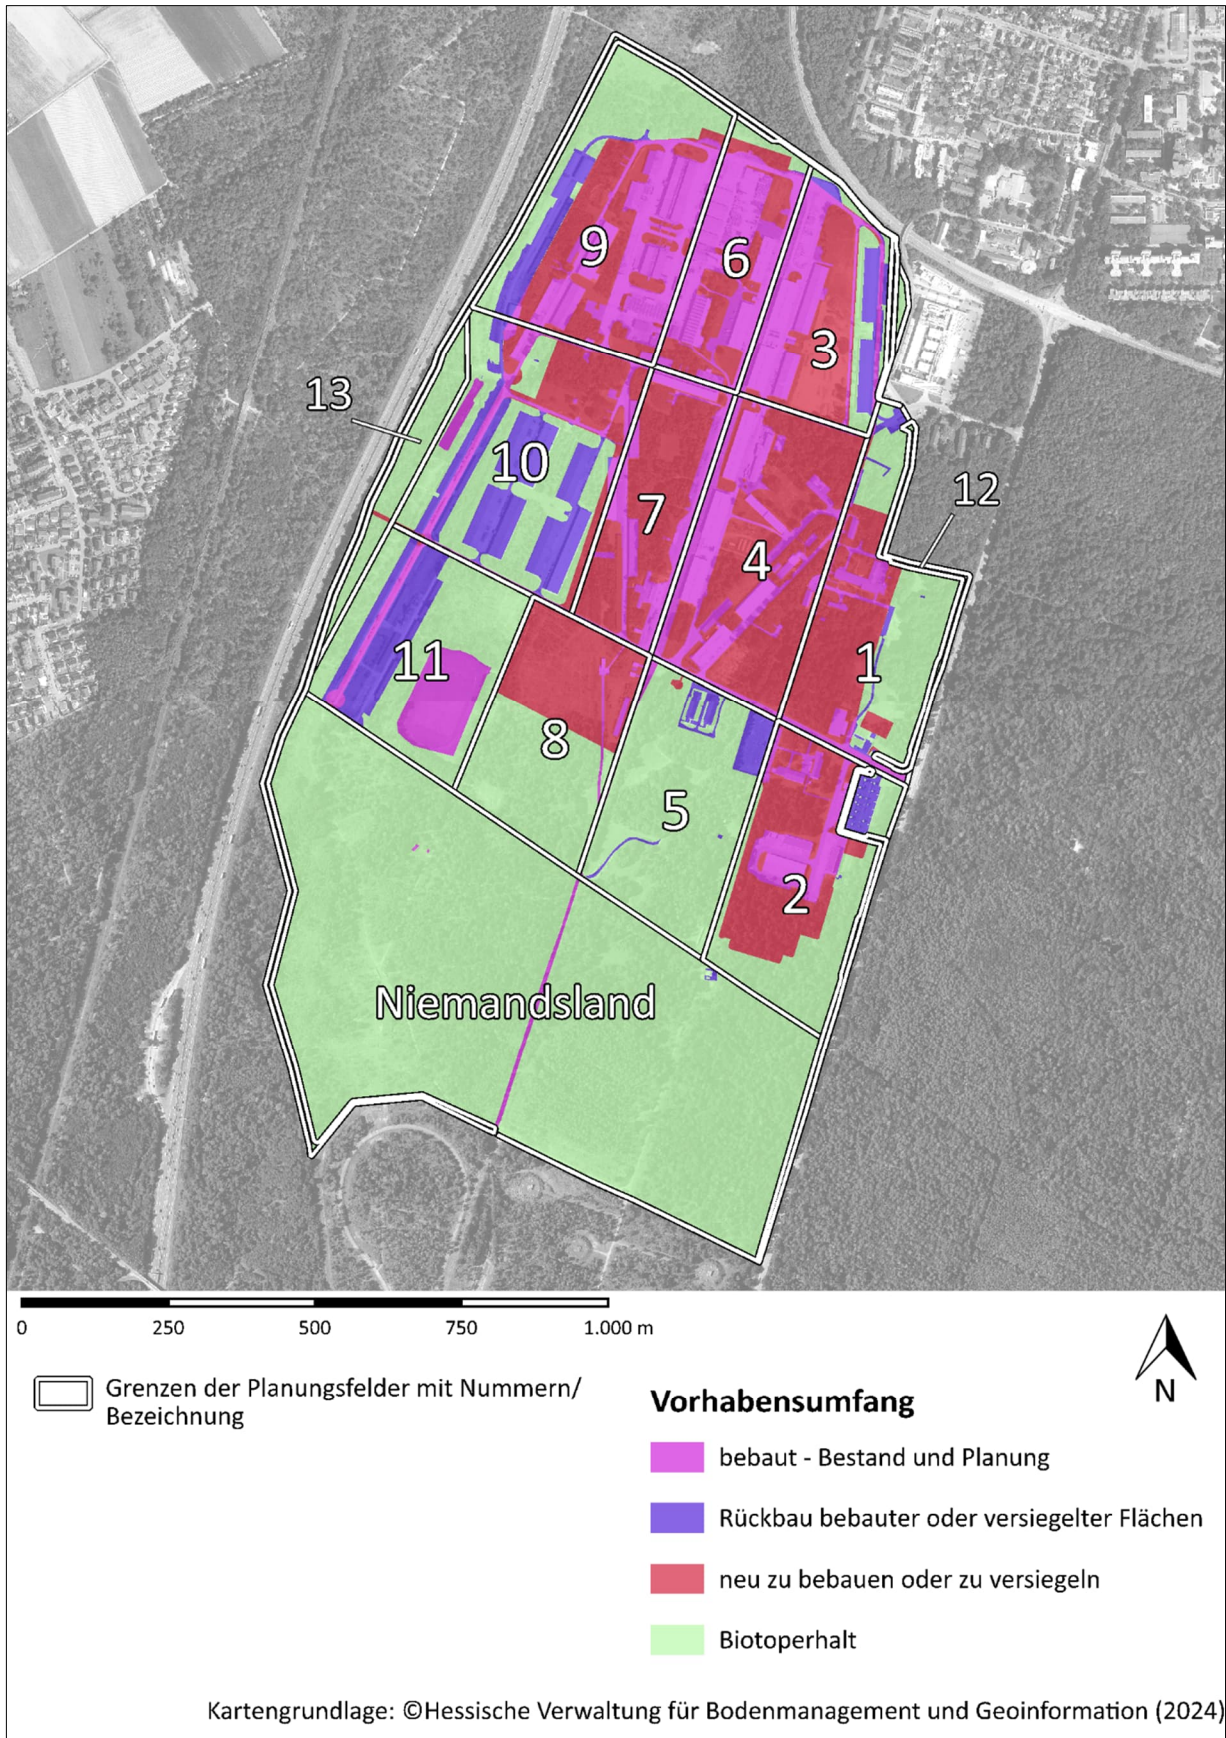 9
6
3
13
10
12
7
4
1
11
8
5
2
Niemandsland
0 250 500 750 1.000 m
N
Grenzen der Planungsfelder mit Nummern/
Bezeichnung
Vorhabensumfang
bebaut - Bestand und Planung
Rückbau bebauter oder versiegelter Flächen
neu zu bebauen oder zu versiegeln
Biotoperhalt
Kartengrundlage: ©Hessische Verwaltung für Bodenmanagement und Geoinformation (2024)